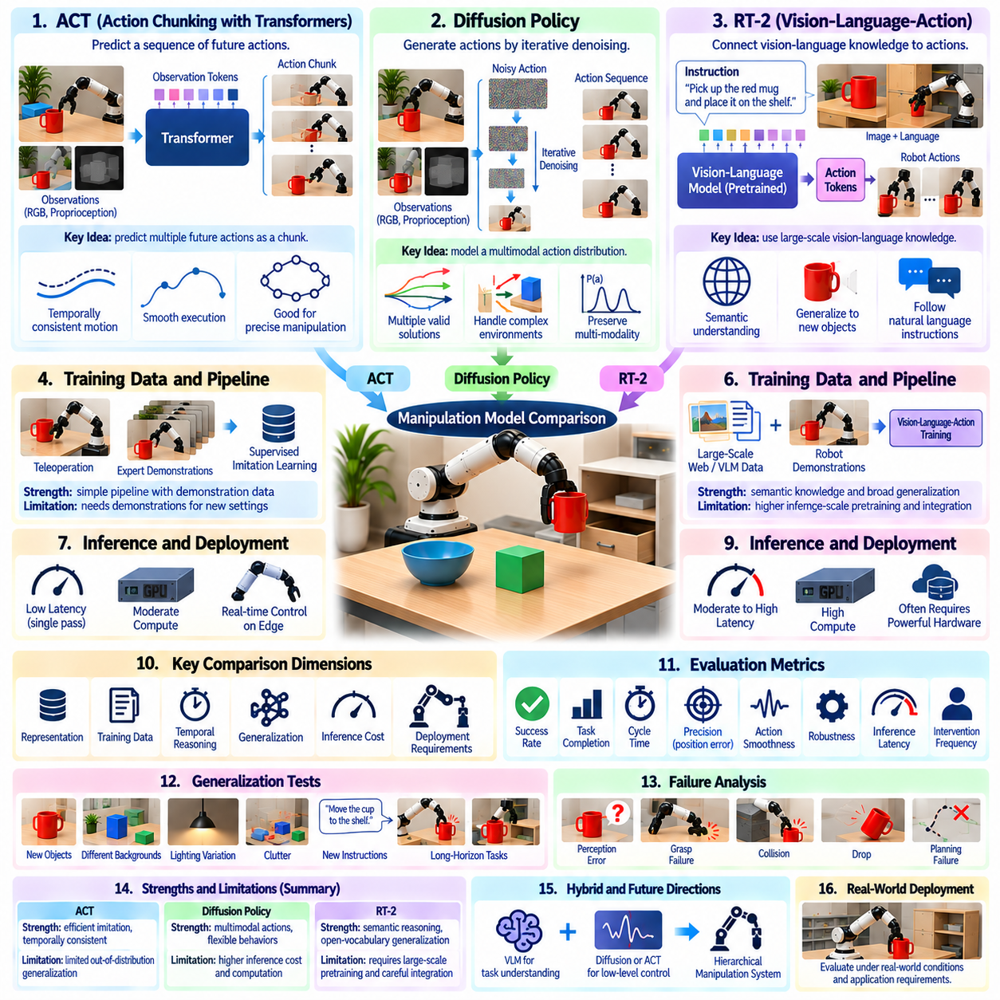 1. ACT (Action Chunking with Transformers)
Predict a sequence of future actions.
Observation Tokens
Action Chunk
Transformer
Observations
(RGB, Proprioception)
Key Idea: predict multiple future actions as a chunk.
Temporally
consistent motion
Smooth execution
Good for
precise manipulation
2. Diffusion Policy
Generate actions by iterative denoising.
Noisy Action
Action Sequence
Iterative
Denoising
Observations
(RGB, Proprioception)
Key Idea: model a multimodal action distribution.
Multiple valid
solutions
Handle complex
environments
P(a)
Preserve
multi-modality
3. RT-2 (Vision-Language-Action)
Connect vision-language knowledge to actions.
Instruction
"Pick up the red mug
and place it on the shelf."
Image + Language
Vision-Language
Model (Pretrained)
Action
Tokens
Robot Actions
Key Idea: use large-scale vision-language knowledge.
Semantic
understanding
Generalize to
new objects
Follow
natural language
instructions
ACT
Diffusion Policy
RT-2
Manipulation Model Comparison
4. Training Data and Pipeline
Teleoperation
Expert Demonstrations
Supervised
Imitation Learning
Strength: simple pipeline with demonstration data
Limitation: needs demonstrations for new settings
6. Training Data and Pipeline
Large-Scale
Web / VLM Data
Robot
Demonstrations
Vision-Language-Action
Training
Strength: semantic knowledge and broad generalization
Limitation: higher infemge-scale pretraining and integration
7. Inference and Deployment
Low Latency
(single pass)
GPU
Moderate
Compute
Real-time Control
on Edge
9. Inference and Deployment
Moderate to High
Latency
GPU
High
Compute
Often Requires
Powerful Hardware
10. Key Comparison Dimensions
Representation
Training Data
Temporal
Reasoning
Generalization
Inference Cost
Deployment
Requirements
11. Evaluation Metrics
Success
Rate
Task
Completion
Cycle
Time
Precision
(position error)
Action
Smoothness
Robustness
Inference
Latency
Intervention
Frequency
12. Generalization Tests
New Objects
Different Backgrounds
Lighting Variation
Clutter
"Move the cup
to the shelf."
New Instructions
Long-Horizon Tasks
13. Failure Analysis
?
Perception
Error
Grasp
Failure
Collision
Drop
Planning
Failure
14. Strengths and Limitations (Summary)
ACT
Strength: efficient imitation,
temporally consistent
Limitation: limited out-of-distribution
generalization
Diffusion Policy
Strength: multimodal actions,
flexible behaviors
Limitation: higher inference cost
and computation
RT-2
Strength: semantic reasoning,
open-vocabulary generalization
Limitation: requires large-scale
pretraining and careful integration
15. Hybrid and Future Directions
VLM for
task understanding
Diffusion or ACT
for low-level control
Hierarchical
Manipulation System
16. Real-World Deployment
Evaluate under real-world conditions
and application requirements.